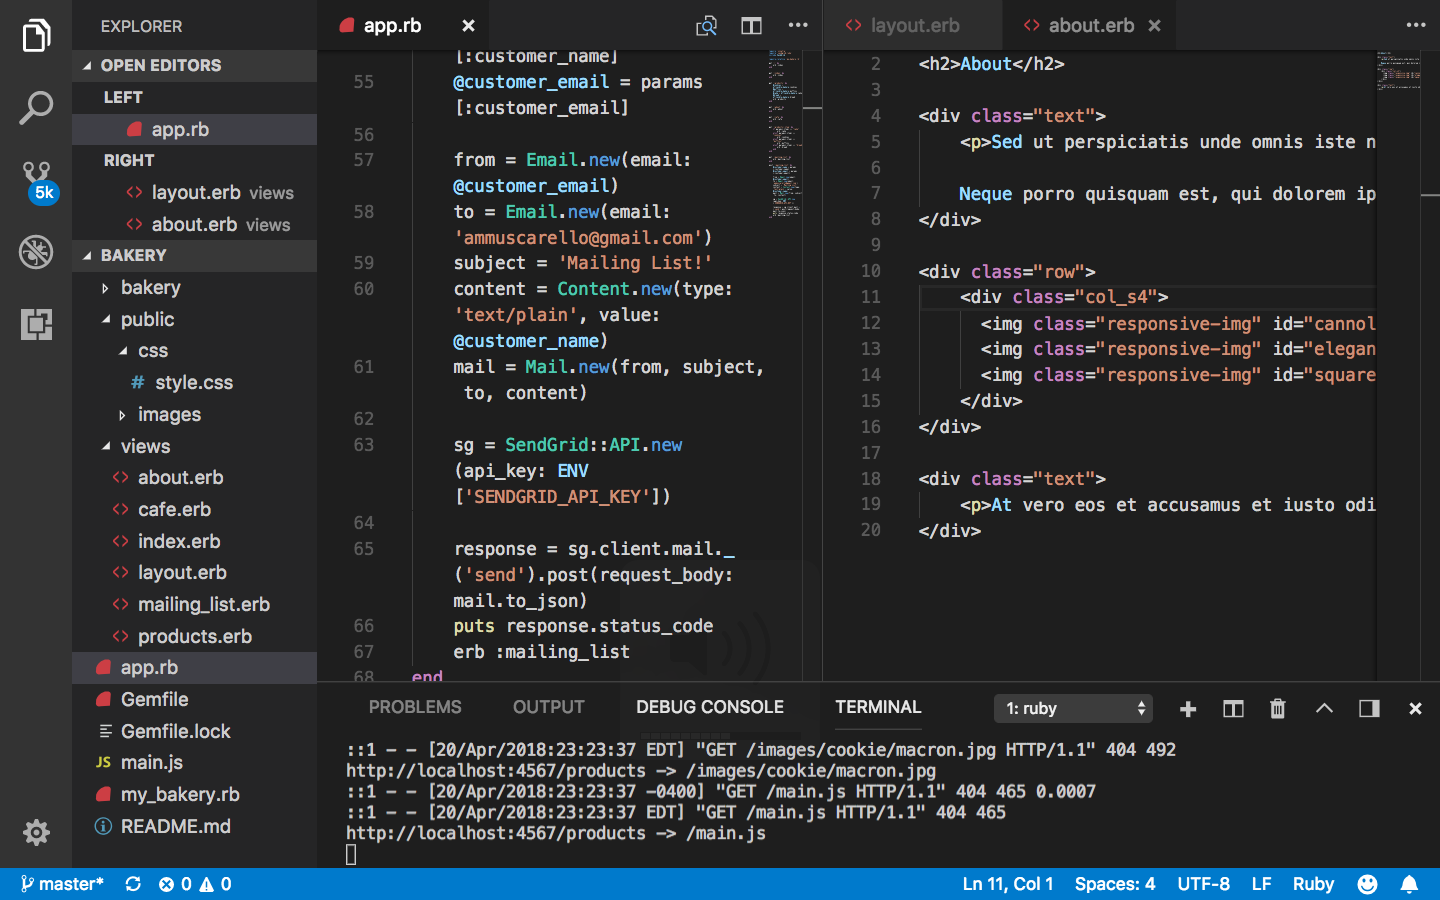 EXPLORER
OPEN EDITORS
LEFT
app.rb
RIGHT
layout.erb views
about.erb views
BAKERY
bakery
public
css
# style.css
images
views
about.erb
cafe.erb
index.erb
layout.erb
mailing_list.erb
products.erb
app.rb
Gemfile
Gemfile.lock
JS main.js
my_bakery.rb
README.md
5k
app.rb
[:customer_name]
55 @customer_email = params
[:customer_email]
56
57 from = Email.new(email:
@customer_email)
58 to = Email.new(email:
'ammuscarello@gmail.com')
59 subject = 'Mailing List!'
60 content = Content.new(type:
'text/plain', value:
@customer_name)
61 mail = Mail.new(from, subject,
to, content)
62
63 sg = SendGrid::API.new
(api_key: ENV
['SENDGRID_API_KEY'])
64
65 response = sg.client.mail._
('send').post(request_body:
mail.to_json)
66 puts response.status_code
67 erb :mailing_list
68 end
layout.erb about.erb
2 <h2>About</h2>
3
4 <div class="text">
5 <p>Sed ut perspiciatis unde omnis iste n
6
7 Neque porro quisquam est, qui dolorem ip
8 </div>
9
10 <div class="row">
11 <div class="col_s4">
12 <img class="responsive-img" id="cannol
13 <img class="responsive-img" id="elegan
14 <img class="responsive-img" id="square
15 </div>
16 </div>
17
18 <div class="text">
19 <p>At vero eos et accusamus et iusto odi
20 </div>
PROBLEMS OUTPUT DEBUG CONSOLE TERMINAL 1: ruby
::1 - - [20/Apr/2018:23:23:37 EDT] "GET /images/cookie/macron.jpg HTTP/1.1" 404 492
http://localhost:4567/products -> /images/cookie/macron.jpg
::1 - - [20/Apr/2018:23:23:37 -0400] "GET /main.js HTTP/1.1" 404 465 0.0007
::1 - - [20/Apr/2018:23:23:37 EDT] "GET /main.js HTTP/1.1" 404 465
http://localhost:4567/products -> /main.js
master* 0 0 Ln 11, Col 1 Spaces: 4 UTF-8 LF Ruby